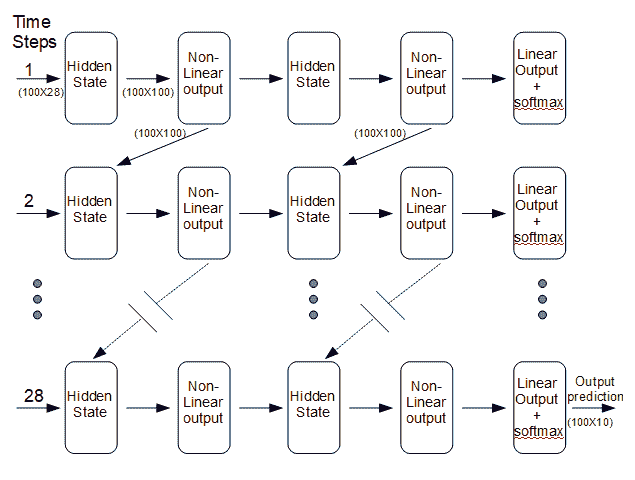 Time
Steps
1
(100X28)
Hidden
State
(100X100)
Non-
Linear
output
Hidden
State
Non-
Linear
output
Linear
Output
+
softmax
(100X100)
(100X100)
2
Hidden
State
Non-
Linear
output
Hidden
State
Non-
Linear
output
Linear
Output
+
softmax
28
Hidden
State
Non-
Linear
output
Hidden
State
Non-
Linear
output
Linear
Output
+
softmax
Output
prediction
(100X10)